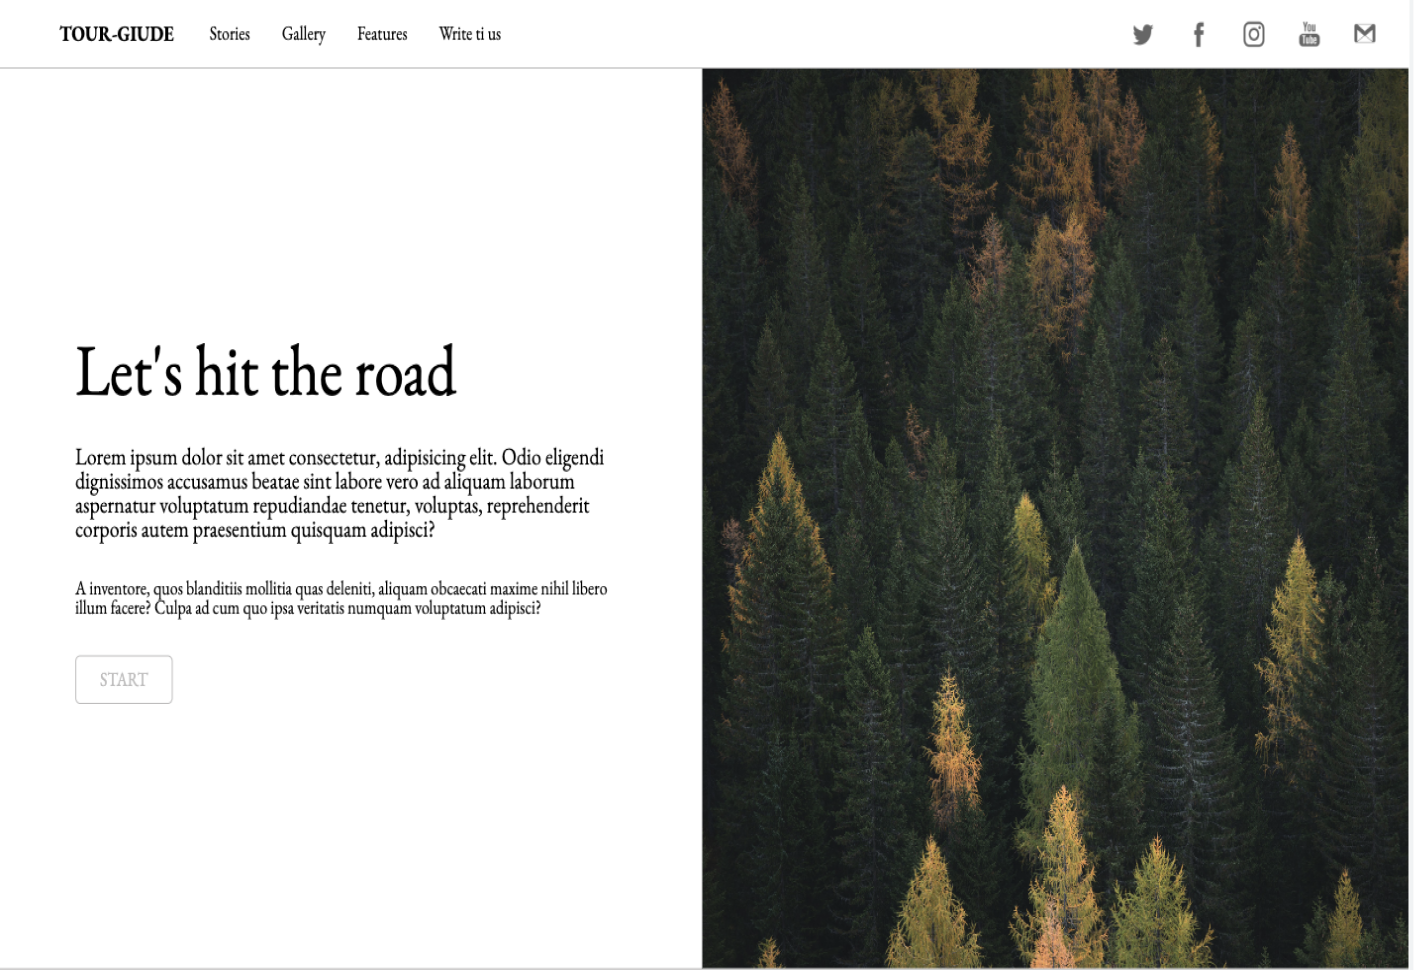 TOUR-GIUDE Stories Gallery Features Write ti us
You
Tube
Let's hit the road
Lorem ipsum dolor sit amet consectetur, adipisicing elit. Odio eligendi
dignissimos accusamus beatae sint labore vero ad aliquam laborum
aspernatur voluptatum repudiandae tenetur, voluptas, reprehenderit
corporis autem praesentium quisquam adipisci?
A inventore, quos blanditiis mollitia quas deleniti, aliquam obcaecati maxime nihil libero
illum facere? Culpa ad cum quo ipsa veritatis numquam voluptatum adipisci?
START